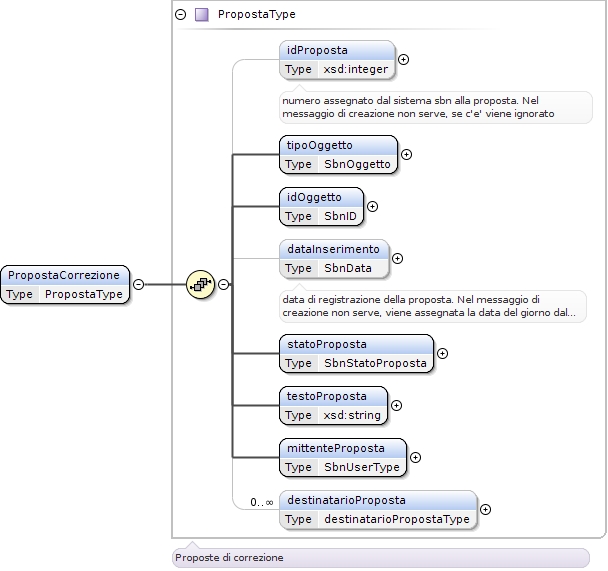 PropostaType
idProposta
Type xsd:integer
numero assegnato dal sistema sbn alla proposta. Nel
messaggio di creazione non serve, se c'e' viene ignorato
tipoOggetto
Type SbnOggetto
idOggetto
Type SbnID
dataInserimento
Type SbnData
data di registrazione della proposta. Nel messaggio di
creazione non serve, viene assegnata la data del giorno dal...
PropostaCorrezione
Type PropostaType
statoProposta
Type SbnStatoProposta
testoProposta
Type xsd:string
mittenteProposta
Type SbnUserType
0..∞
destinatarioProposta
Type destinatarioPropostaType
Proposte di correzione